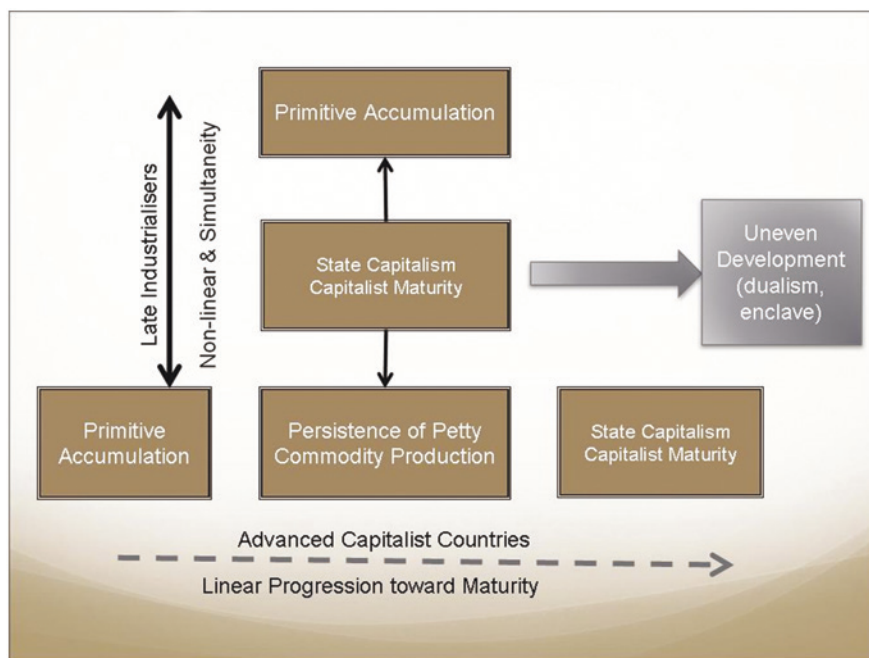 Primitive Accumulation
Late Industrialisers
Non-linear & Simultaneity
State Capitalism
Capitalist Maturity
Uneven
Development
(dualism,
enclave)
Primitive
Accumulation
Persistence of Petty
Commodity Production
State Capitalism
Capitalist Maturity
Advanced Capitalist Countries
Linear Progression toward Maturity